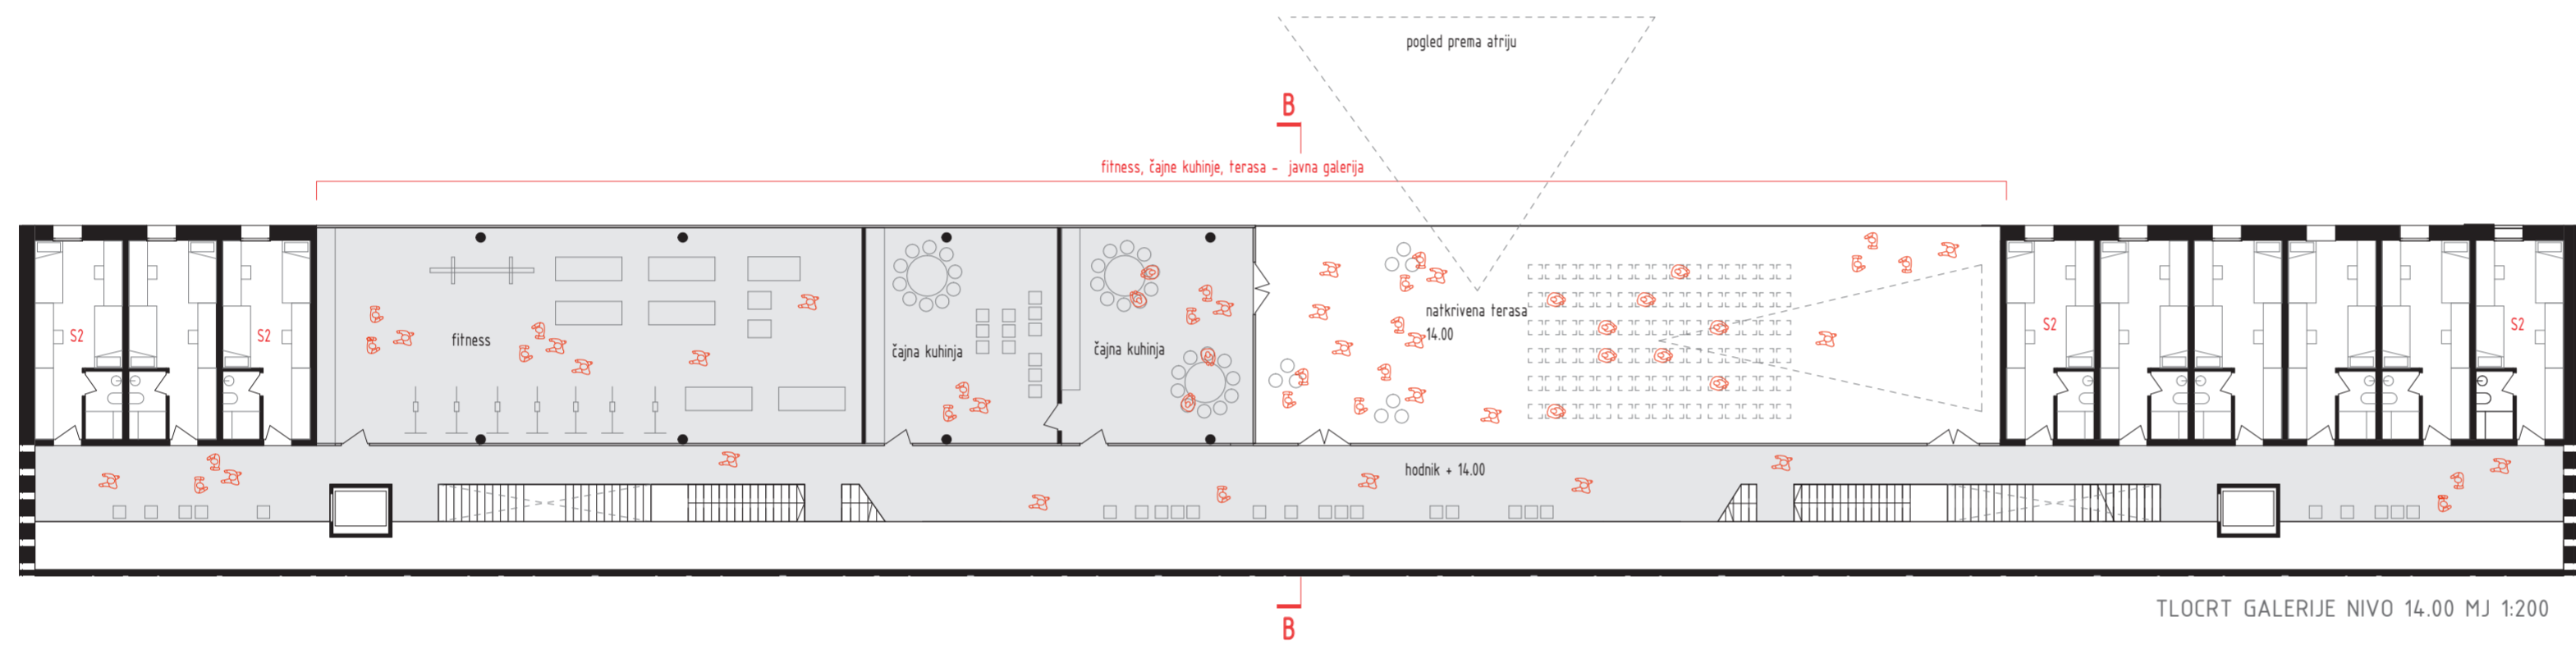 pogled prema atriju
B
fitness, čajne kuhinje, terasa - javna galerija
S2
S2
fitness
čajna kuhinja
čajna kuhinja
natkrivena terasa
14.00
S2
S2
hodnik + 14.00
B
TLOCRT GALERIJE NIVO 14.00 MJ 1:200